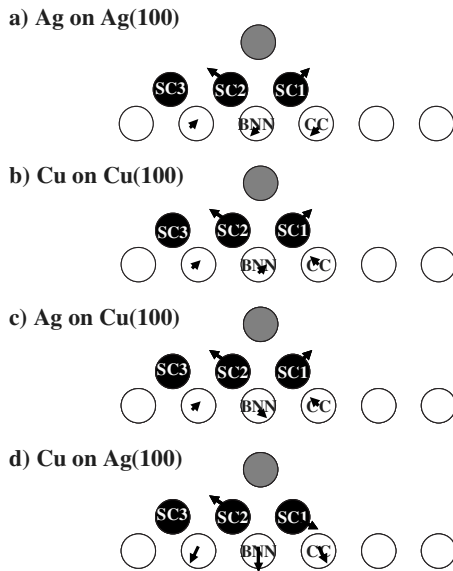 a) Ag on Ag(100)
SC3 SC2 SC1
BNN CC
b) Cu on Cu(100)
SC3 SC2 SC1
BNN CC
c) Ag on Cu(100)
SC3 SC2 SC1
BNN CC
d) Cu on Ag(100)
SC3 SC2 SC1
BNN CC